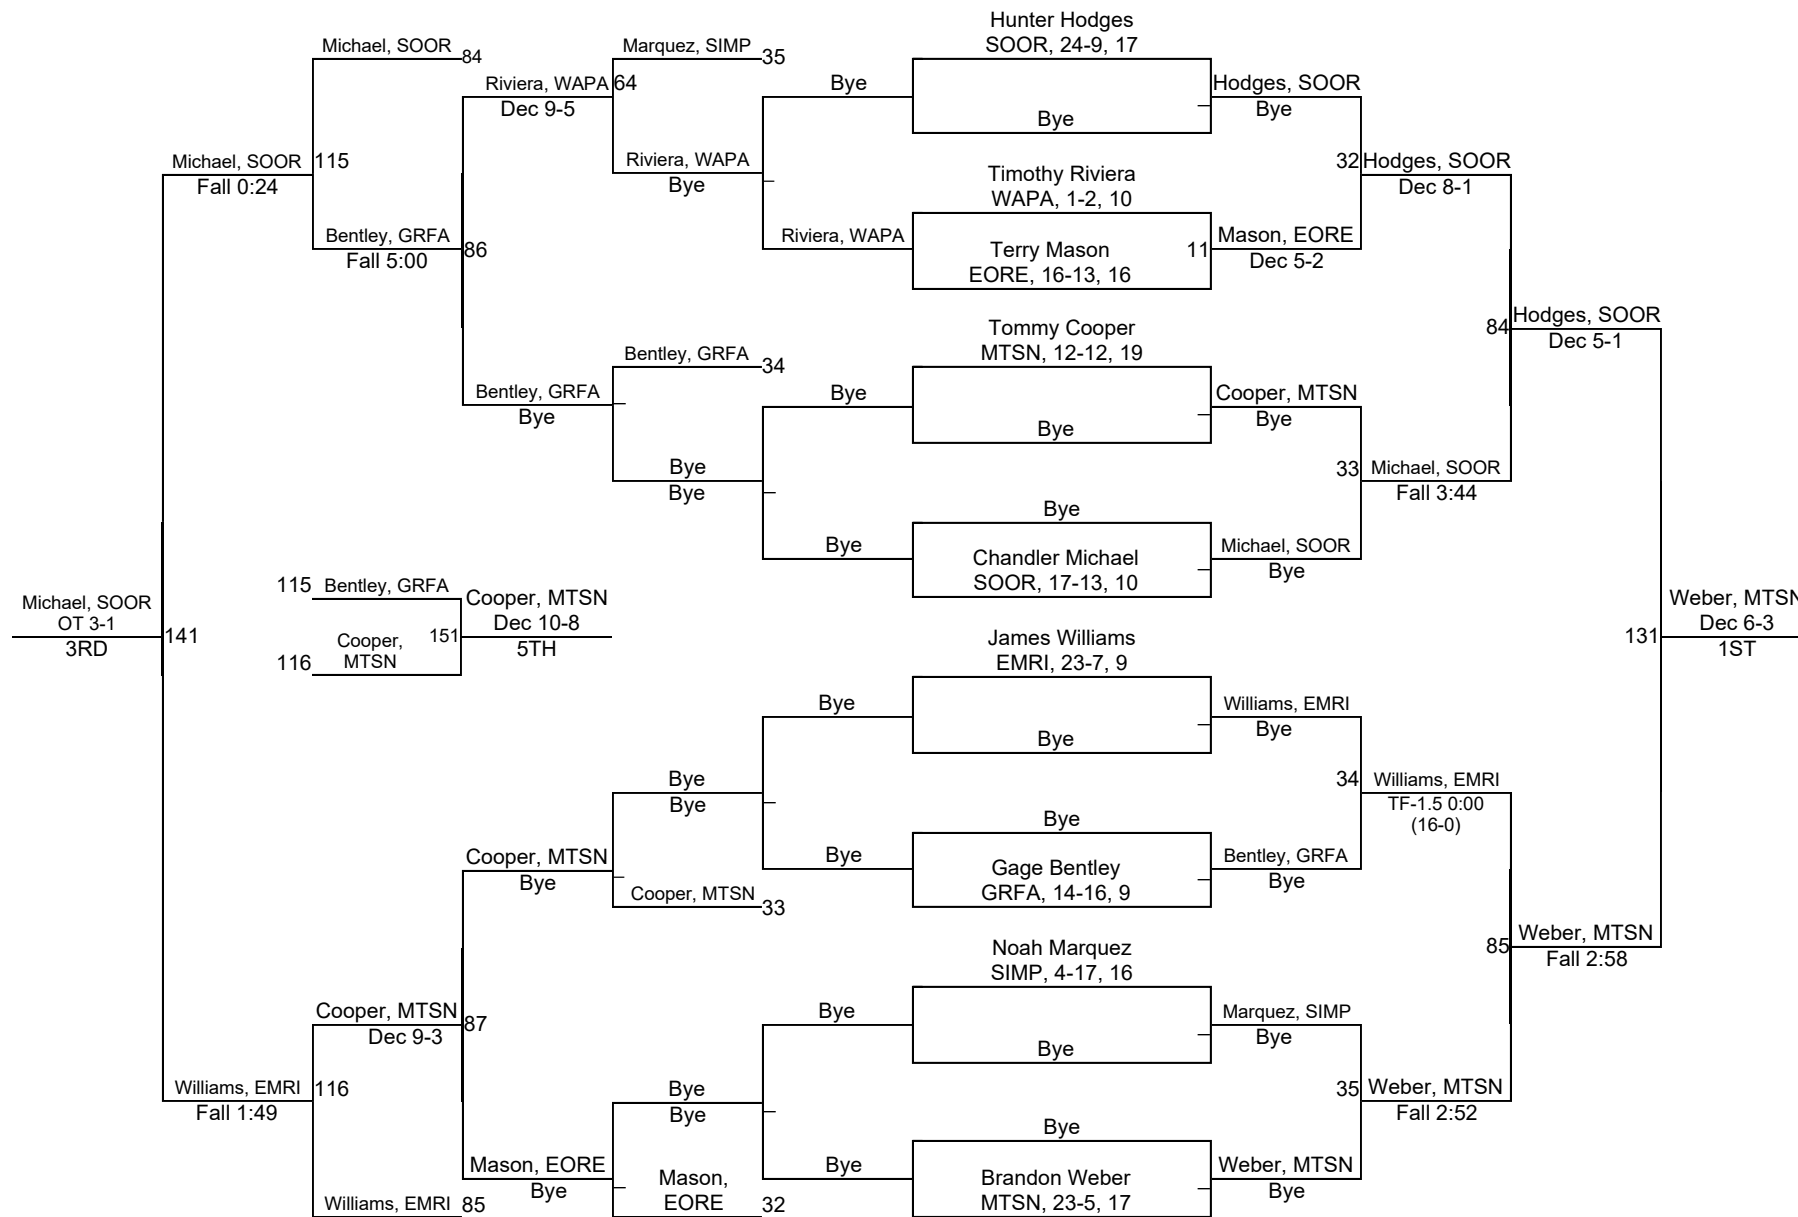 Hunter Hodges
SOOR, 24-9, 17
Michael, SOOR 84
Marquez, SIMP 35
Riviera, WAPA 64
Dec 9-5
Bye
Hodges, SOOR
Bye
Bye
Michael, SOOR 115
Fall 0:24
Riviera, WAPA
Bye
Timothy Riviera
WAPA, 1-2, 10
32 Hodges, SOOR
Dec 8-1
Bentley, GRFA 86
Fall 5:00
Riviera, WAPA
Terry Mason
EORE, 16-13, 16
11 Mason, EORE
Dec 5-2
Tommy Cooper
MTSN, 12-12, 19
84 Hodges, SOOR
Dec 5-1
Bentley, GRFA 34
Bentley, GRFA
Bye
Bye
Cooper, MTSN
Bye
Bye
Bye
Bye
33 Michael, SOOR
Fall 3:44
Bye
Bye
Chandler Michael
SOOR, 17-13, 10
Michael, SOOR
Bye
Michael, SOOR
OT 3-1
3RD
141
115 Bentley, GRFA
Cooper,
MTSN
116
151
Cooper, MTSN
Dec 10-8
5TH
James Williams
EMRI, 23-7, 9
131
Weber, MTSN
Dec 6-3
1ST
Bye
Williams, EMRI
Bye
Bye
Bye
Bye
34 Williams, EMRI
TF-1.5 0:00
(16-0)
Bye
Cooper, MTSN
Bye
Bye
Gage Bentley
GRFA, 14-16, 9
Bentley, GRFA
Bye
Cooper, MTSN 33
Noah Marquez
SIMP, 4-17, 16
85 Weber, MTSN
Fall 2:58
Cooper, MTSN 87
Dec 9-3
Bye
Marquez, SIMP
Bye
Bye
Williams, EMRI 116
Fall 1:49
Bye
Bye
35 Weber, MTSN
Fall 2:52
Bye
Mason, EORE
Bye
Bye
Brandon Weber
MTSN, 23-5, 17
Weber, MTSN
Bye
Williams, EMRI 85
Mason,
EORE 32